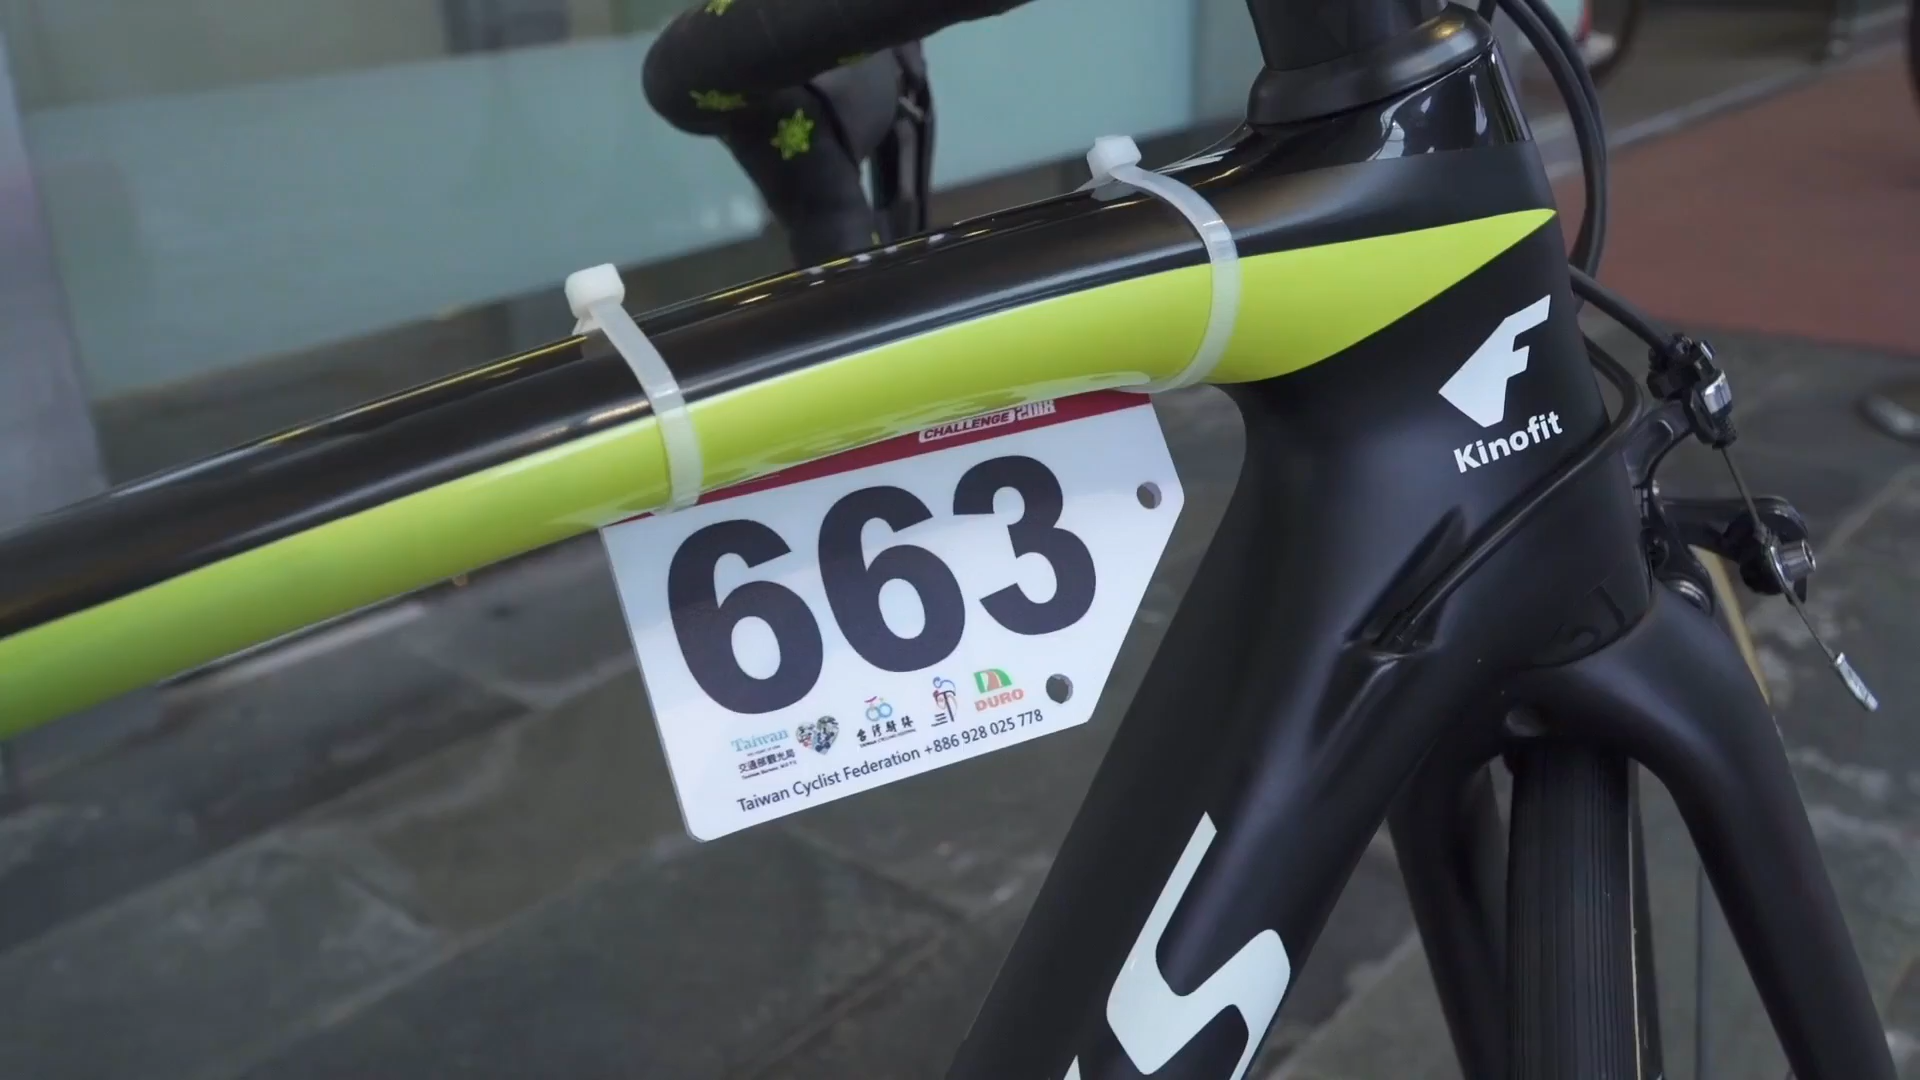 CHALLENGE 2018
663
Kinofit
Taiwan
交通部觀光局
台灣騎跡
DURO
Taiwan Cyclist Federation +886 928 025 778
S